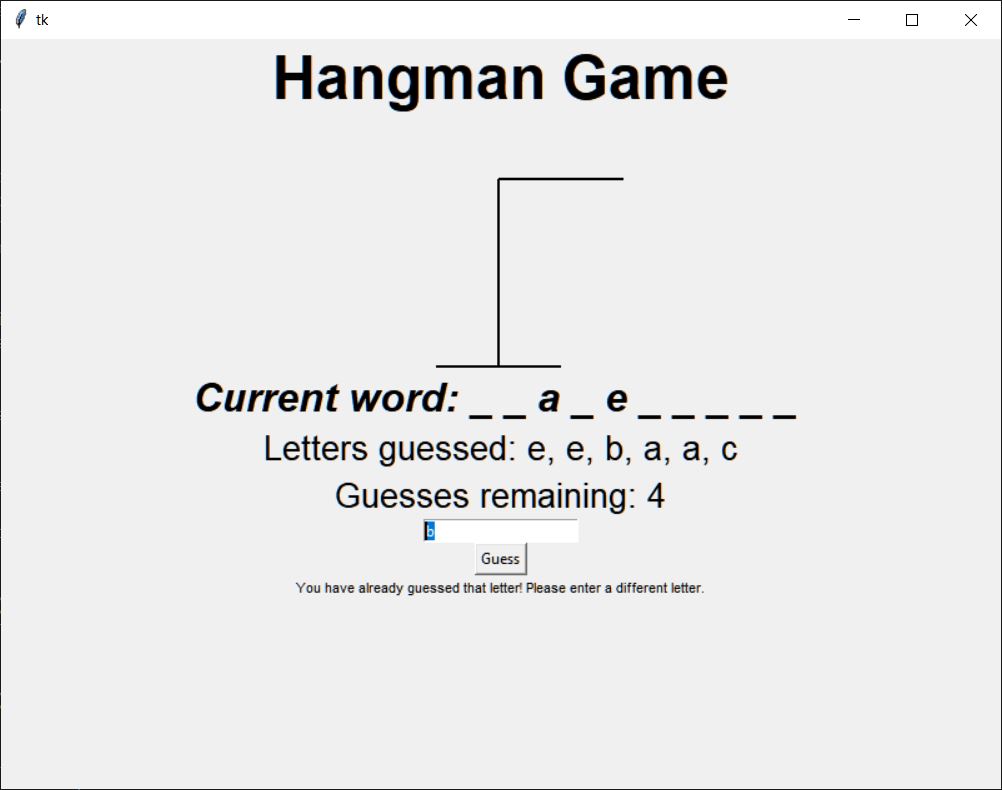 tk
Hangman Game
Current word: _ _ a _ e _ _ _ _ _
Letters guessed: e, e, b, a, a, c
Guesses remaining: 4
b
Guess
You have already guessed that letter! Please enter a different letter.